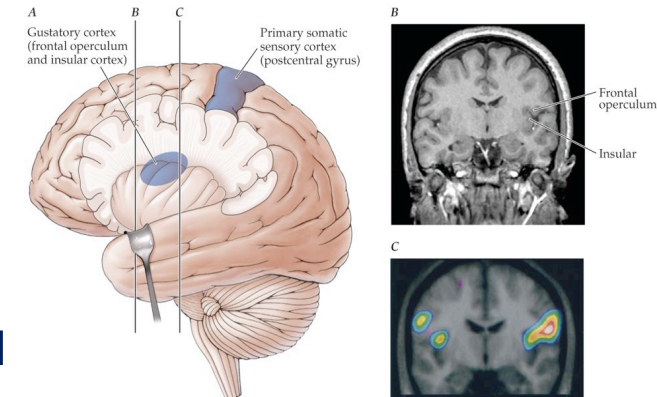 A
B
C
Gustatory cortex
(frontal operculum
and insular cortex)
Primary somatic
sensory cortex
(postcentral gyrus)
B
Frontal
operculum
Insular
C